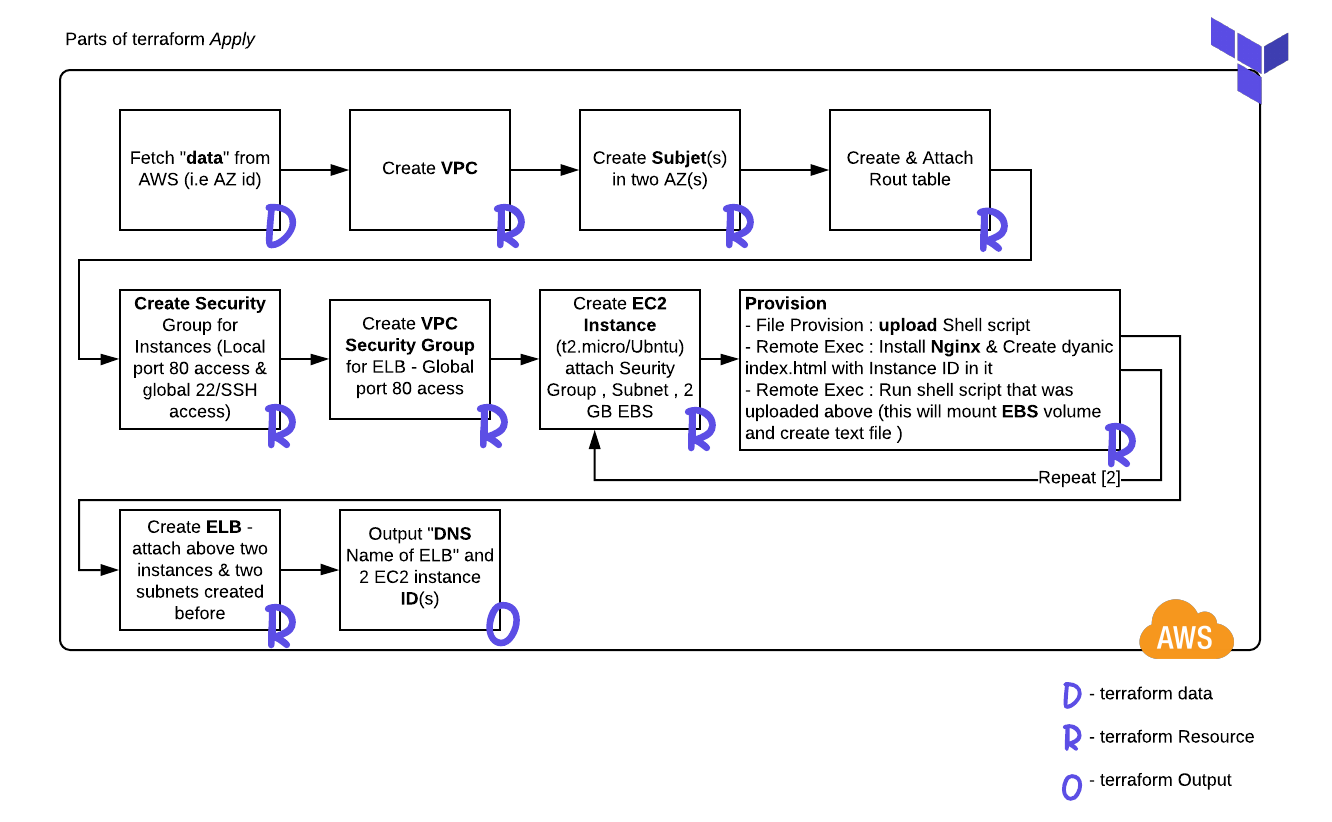 Parts of terraform Apply
Fetch "data" from
AWS (i.e AZ id)
D
Create VPC
R
Create Subjet(s)
in two AZ(s)
R
Create & Attach
Rout table
R
Create Security
Group for
Instances (Local
port 80 access &
global 22/SSH
access)
R
Create VPC
Security Group
for ELB - Global
port 80 acess
R
Create EC2
Instance
(t2.micro/Ubntu)
attach Seurity
Group , Subnet , 2
GB EBS
R
Provision
- File Provision : upload Shell script
- Remote Exec : Install Nginx & Create dyanic
index.html with Instance ID in it
- Remote Exec : Run shell script that was
uploaded above (this will mount EBS volume
and create text file )
R
Repeat [2]
Create ELB -
attach above two
instances & two
subnets created
before
R
Output "DNS
Name of ELB" and
2 EC2 instance
ID(s)
O
AWS
D - terraform data
R - terraform Resource
O - terraform Output